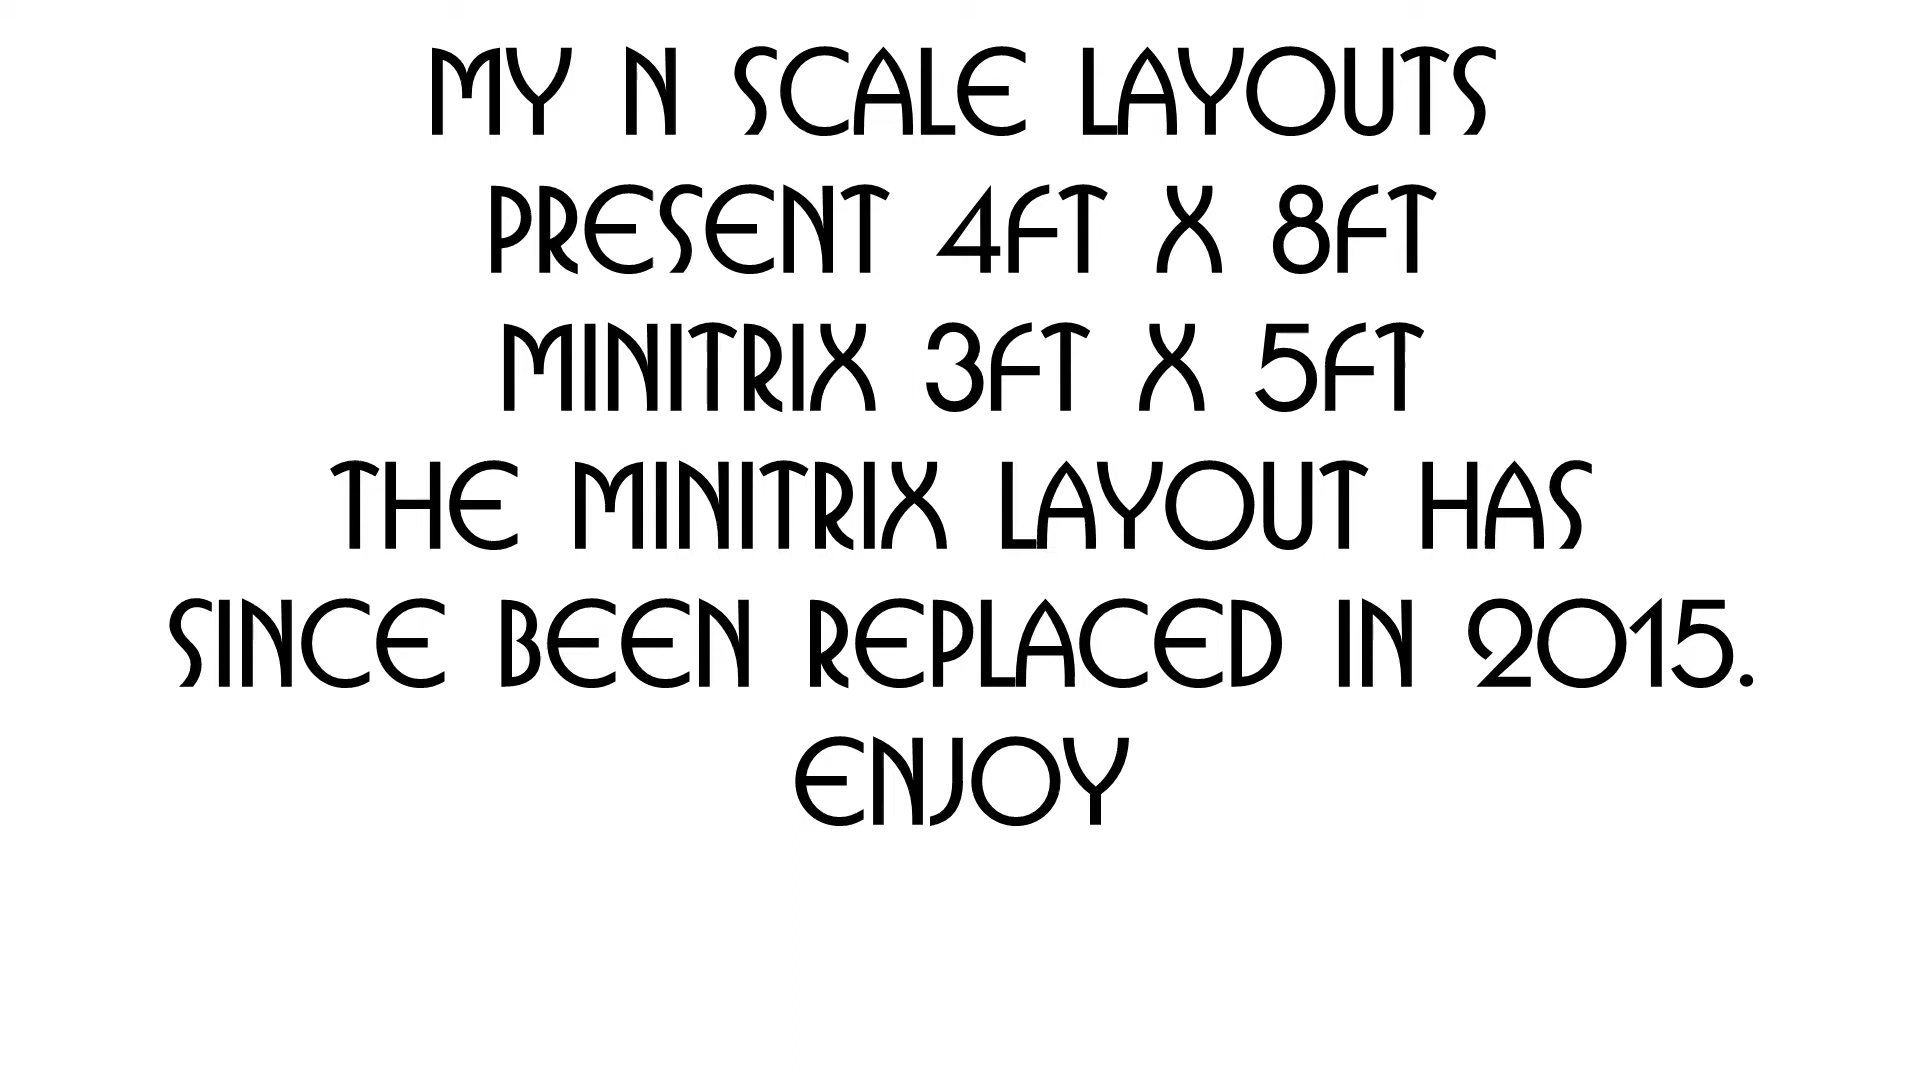 MY N SCALE LAYOUTS
PRESENT 4FT X 8FT
MINITRIX 3FT X 5FT
THE MINITRIX LAYOUT HAS
SINCE BEEN REPLACED IN 2015.
ENJOY